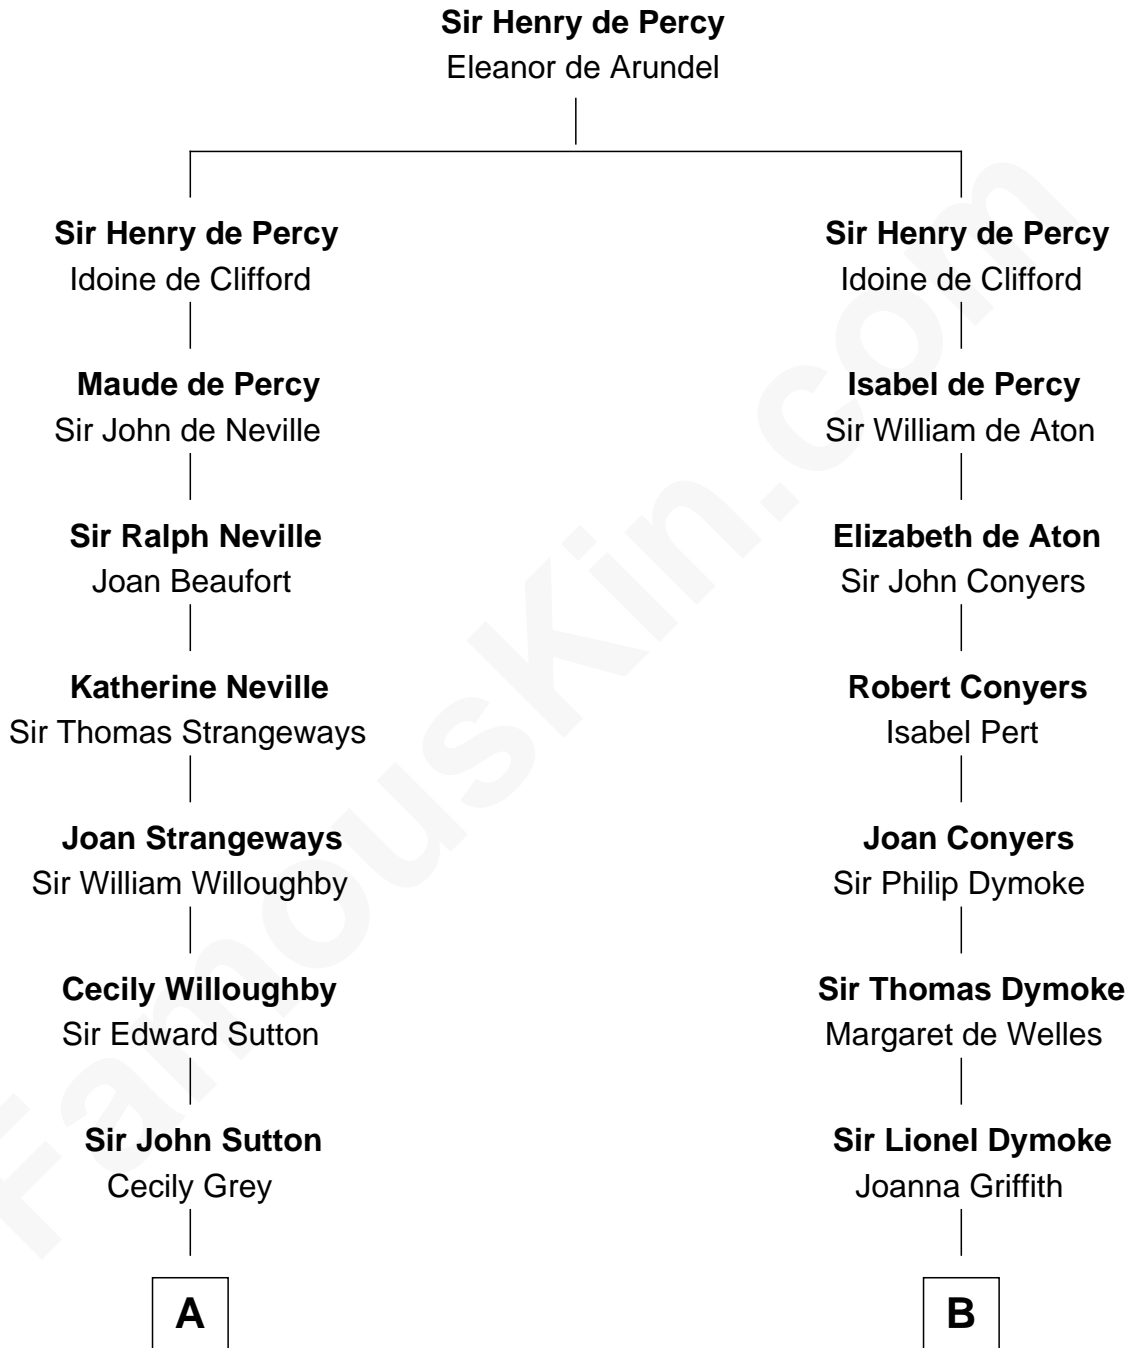 Sir Henry de Percy
Eleanor de Arundel
Sir Henry de Percy
Idoine de Clifford
Maude de Percy
Sir John de Neville
Sir Ralph Neville
Joan Beaufort
Katherine Neville
Sir Thomas Strangeways
Joan Strangeways
Sir William Willoughby
Cecily Willoughby
Sir Edward Sutton
Sir John Sutton
Cecily Grey
A
Sir Henry de Percy
Idoine de Clifford
Isabel de Percy
Sir William de Aton
Elizabeth de Aton
Sir John Conyers
Robert Conyers
Isabel Pert
Joan Conyers
Sir Philip Dymoke
Sir Thomas Dymoke
Margaret de Welles
Sir Lionel Dymoke
Joanna Griffith
B
FamousKin.com